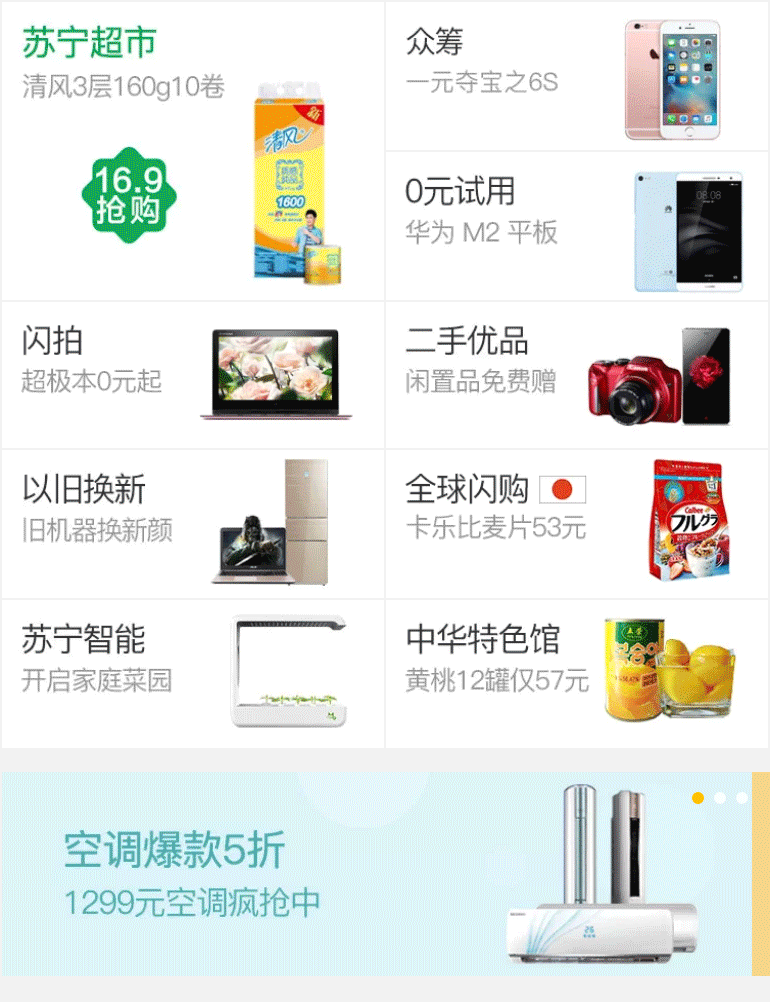 苏宁超市
清风3层160g10卷
16.9
抢购
新
清风
1600
众筹
一元夺宝之6S
0元试用
华为 M2 平板
08:08
闪拍
超极本0元起
二手优品
闲置品免费赠
Canon
以旧换新
旧机器换新颜
全球闪购
卡乐比麦片53元
Calbee
フルグラ
苏宁智能
开启家庭菜园
中华特色馆
黄桃12罐仅57元
空调爆款5折
1299元空调疯抢中
26